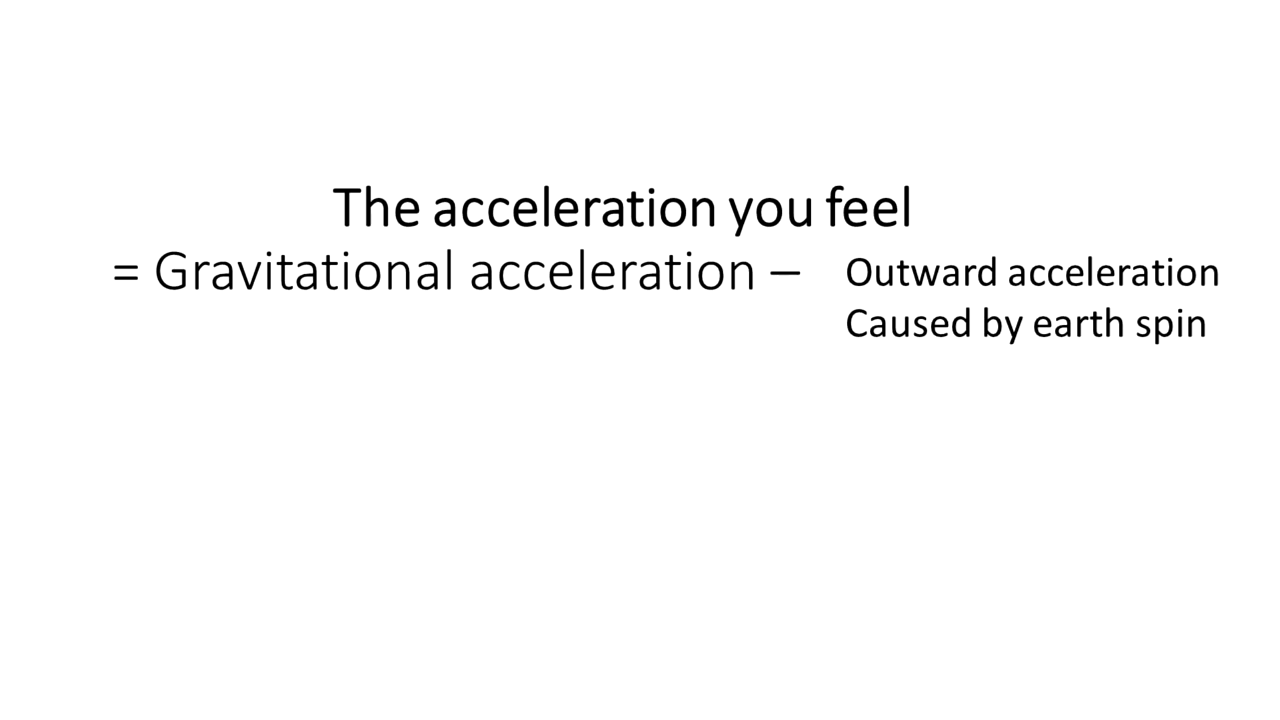 The acceleration you feel
= Gravitational acceleration – Outward acceleration
Caused by earth spin